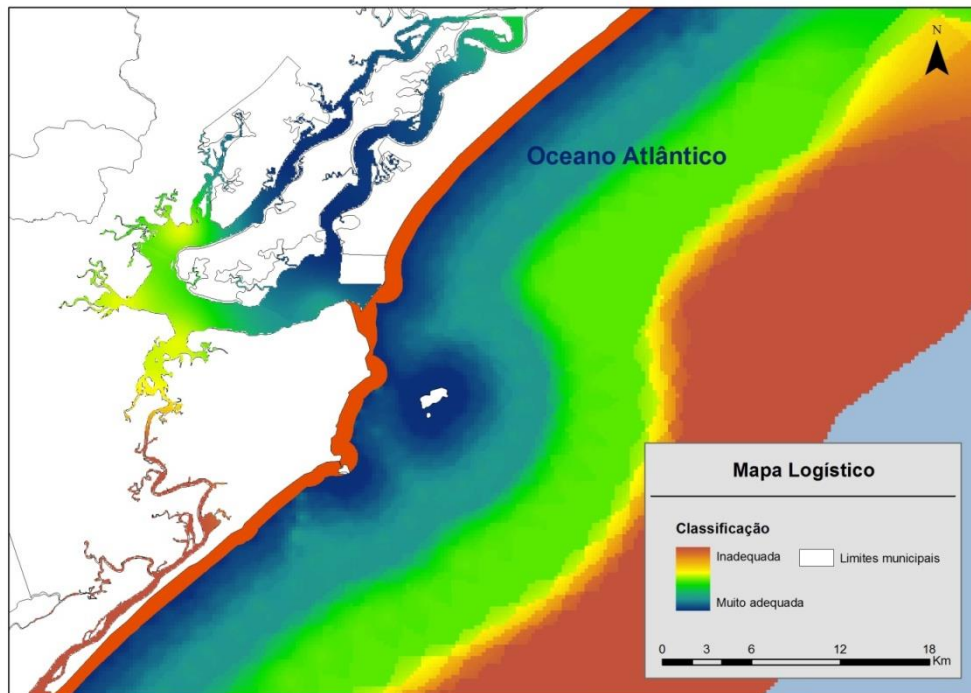 N
Oceano Atlântico
Mapa Logístico
Classificação
Inadequada
Limites municipais
Muito adequada
0 3 6 12 18
Km